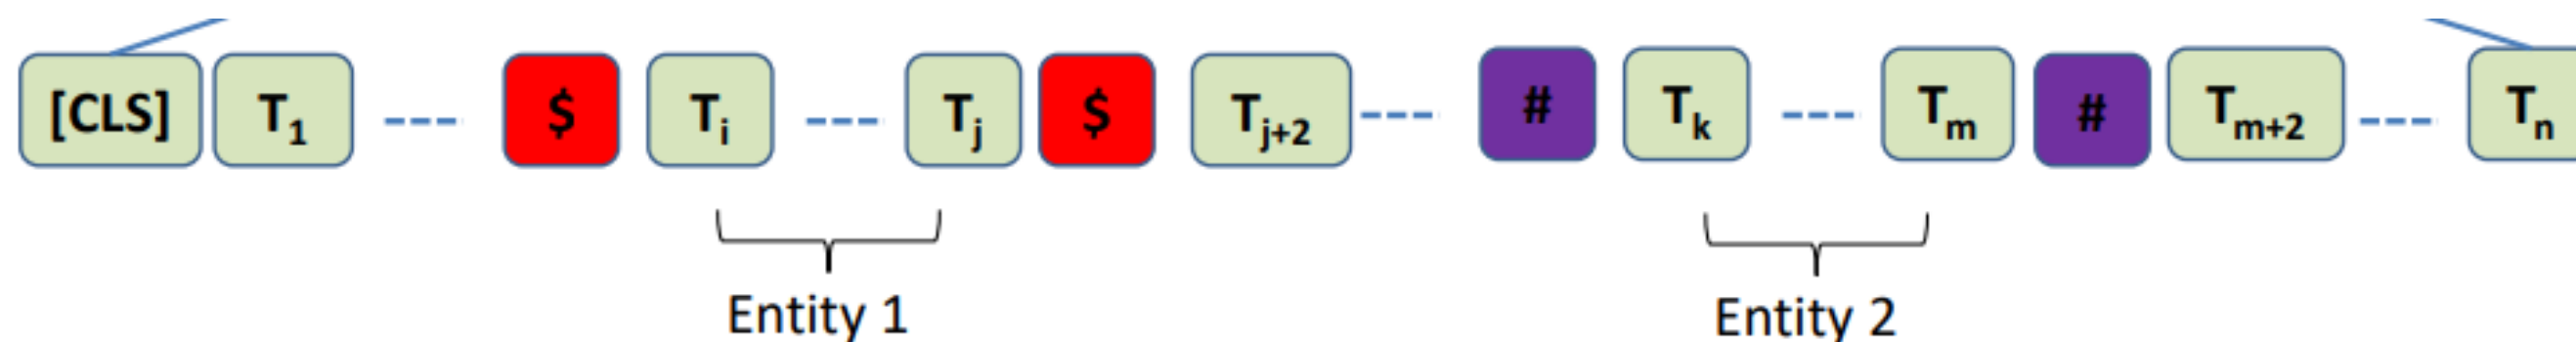 [CLS] T1 $ Ti Tj $ Tj+2 # Tk Tm # Tm+2 Tn
Entity 1 Entity 2